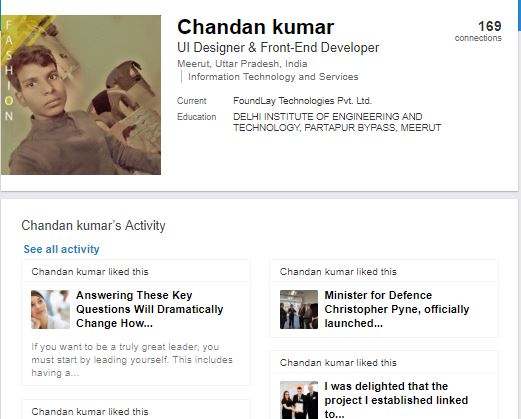 FASHION
Chandan kumar
169
connections
UI Designer & Front-End Developer
Meerut, Uttar Pradesh, India
Information Technology and Services
Current FoundLay Technologies Pvt. Ltd.
Education DELHI INSTITUTE OF ENGINEERING AND
TECHNOLOGY, PARTAPUR BYPASS, MEERUT
Chandan kumar's Activity
See all activity
Chandan kumar liked this
Answering These Key
Questions Will Dramatically
Change How...
If you want to be a truly great leader, you
must start by leading yourself. This includes
having a...
Chandan kumar liked this
Chandan kumar liked this
Minister for Defence
Christopher Pyne, officially
launched...
Chandan kumar liked this
I was delighted that the
project I established linked
to...